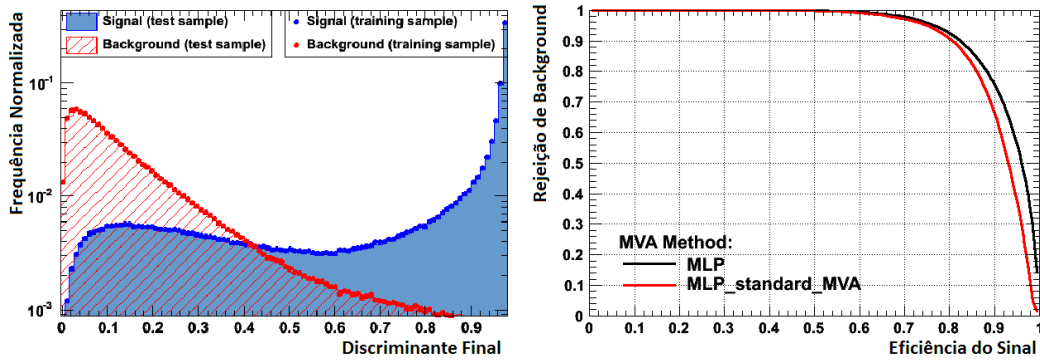 Signal (test sample)
Background (test sample)
Signal (training sample)
Background (training sample)
Frequência Normalizada
10⁻¹
10⁻²
10⁻³
0 0.1 0.2 0.3 0.4 0.5 0.6 0.7 0.8 0.9
Discriminante Final
Rejeição de Background
1
0.9
0.8
0.7
0.6
0.5
0.4
0.3
0.2
0.1
0
MVA Method:
MLP
MLP_standard_MVA
0 0.1 0.2 0.3 0.4 0.5 0.6 0.7 0.8 0.9 1
Eficiência do Sinal